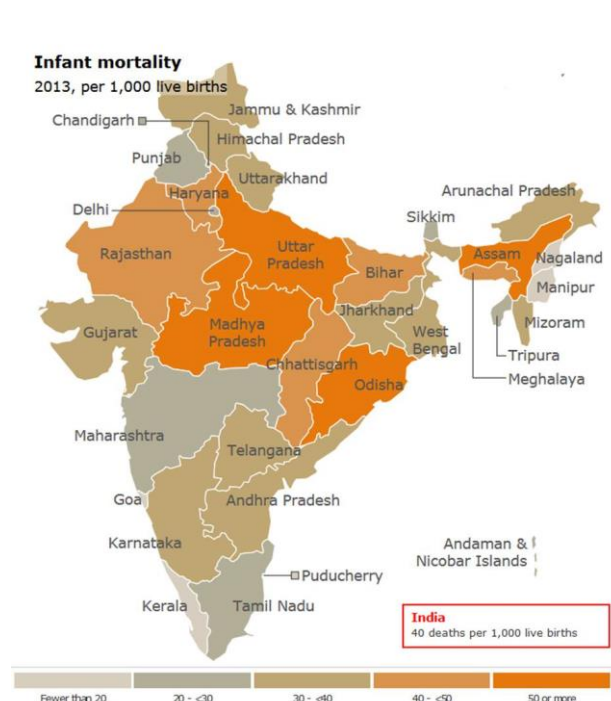 Infant mortality
2013, per 1,000 live births
Jammu & Kashmir
Chandigarh
Himachal Pradesh
Punjab
Uttarakhand
Arunachal Pradesh
Haryana
Delhi
Sikkim
Rajasthan
Uttar
Pradesh
Assam
Nagaland
Bihar
Manipur
Jharkhand
Gujarat
Madhya
Pradesh
West
Bengal
Mizoram
Tripura
Chhattisgarh
Meghalaya
Odisha
Maharashtra
Telangana
Goa
Andhra Pradesh
Karnataka
Andaman &
Nicobar Islands
Puducherry
Kerala
Tamil Nadu
India
40 deaths per 1,000 live births
Fewer than 20
20 - <30
30 - <40
40 - <50
50 or more